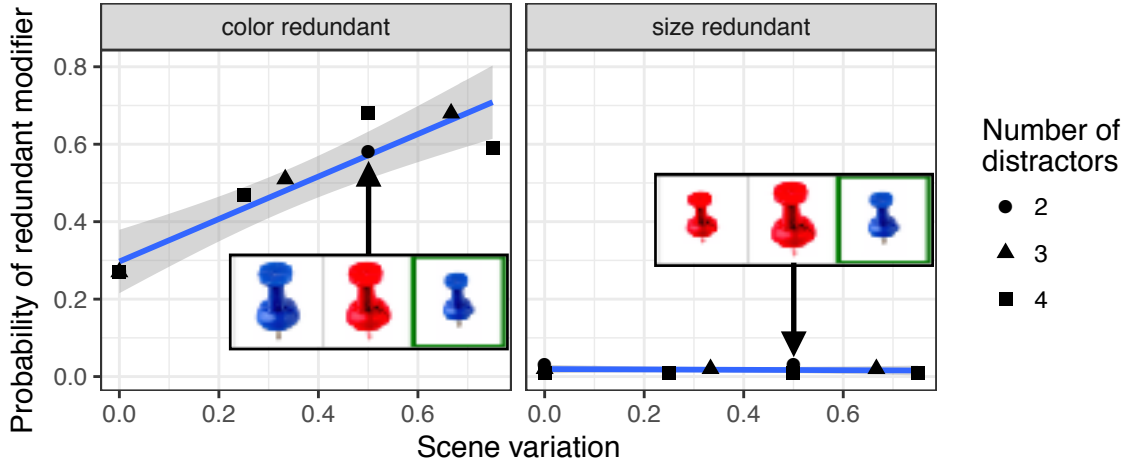 color redundant
size redundant
Probability of redundant modifier
0.8
0.6
0.4
0.2
0.0
0.0 0.2 0.4 0.6
0.0 0.2 0.4 0.6
Scene variation
Number of
distractors
2
3
4